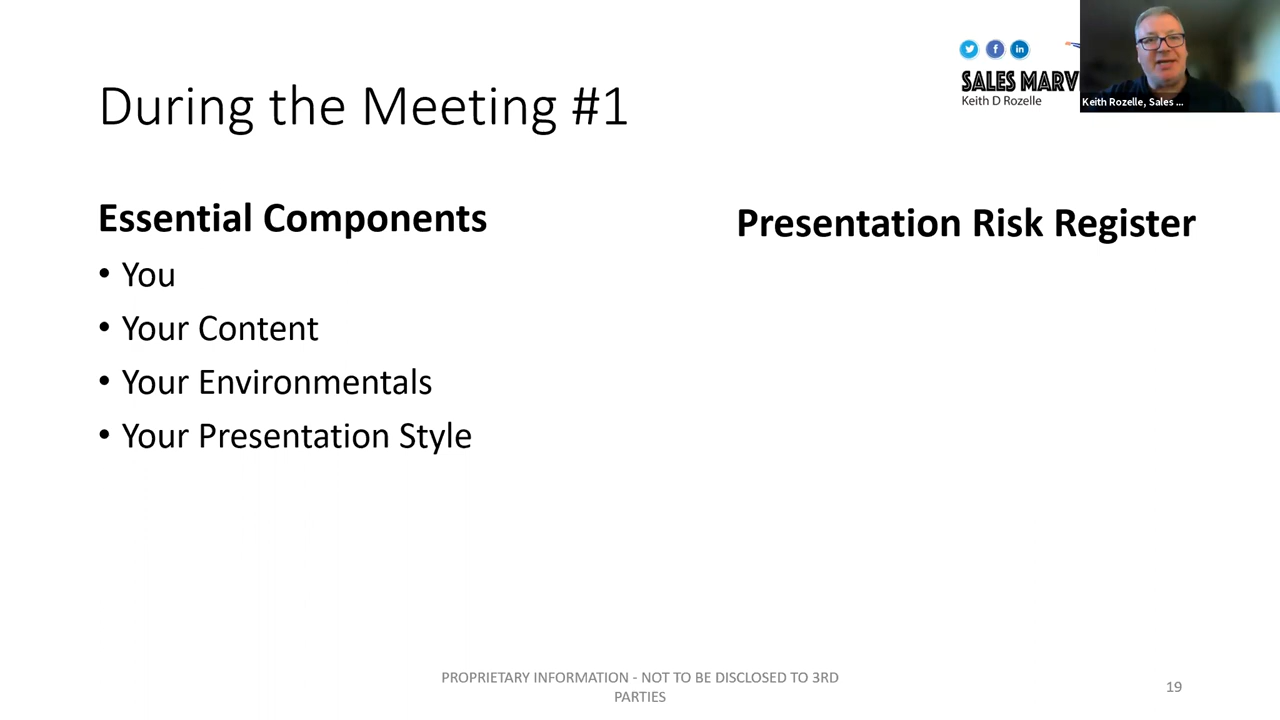 During the Meeting #1
SALES MARV
Keith D Rozelle
Keith Rozelle, Sales ...
Essential Components
• You
• Your Content
• Your Environmentals
• Your Presentation Style
Presentation Risk Register
PROPRIETARY INFORMATION - NOT TO BE DISCLOSED TO 3RD
PARTIES
19